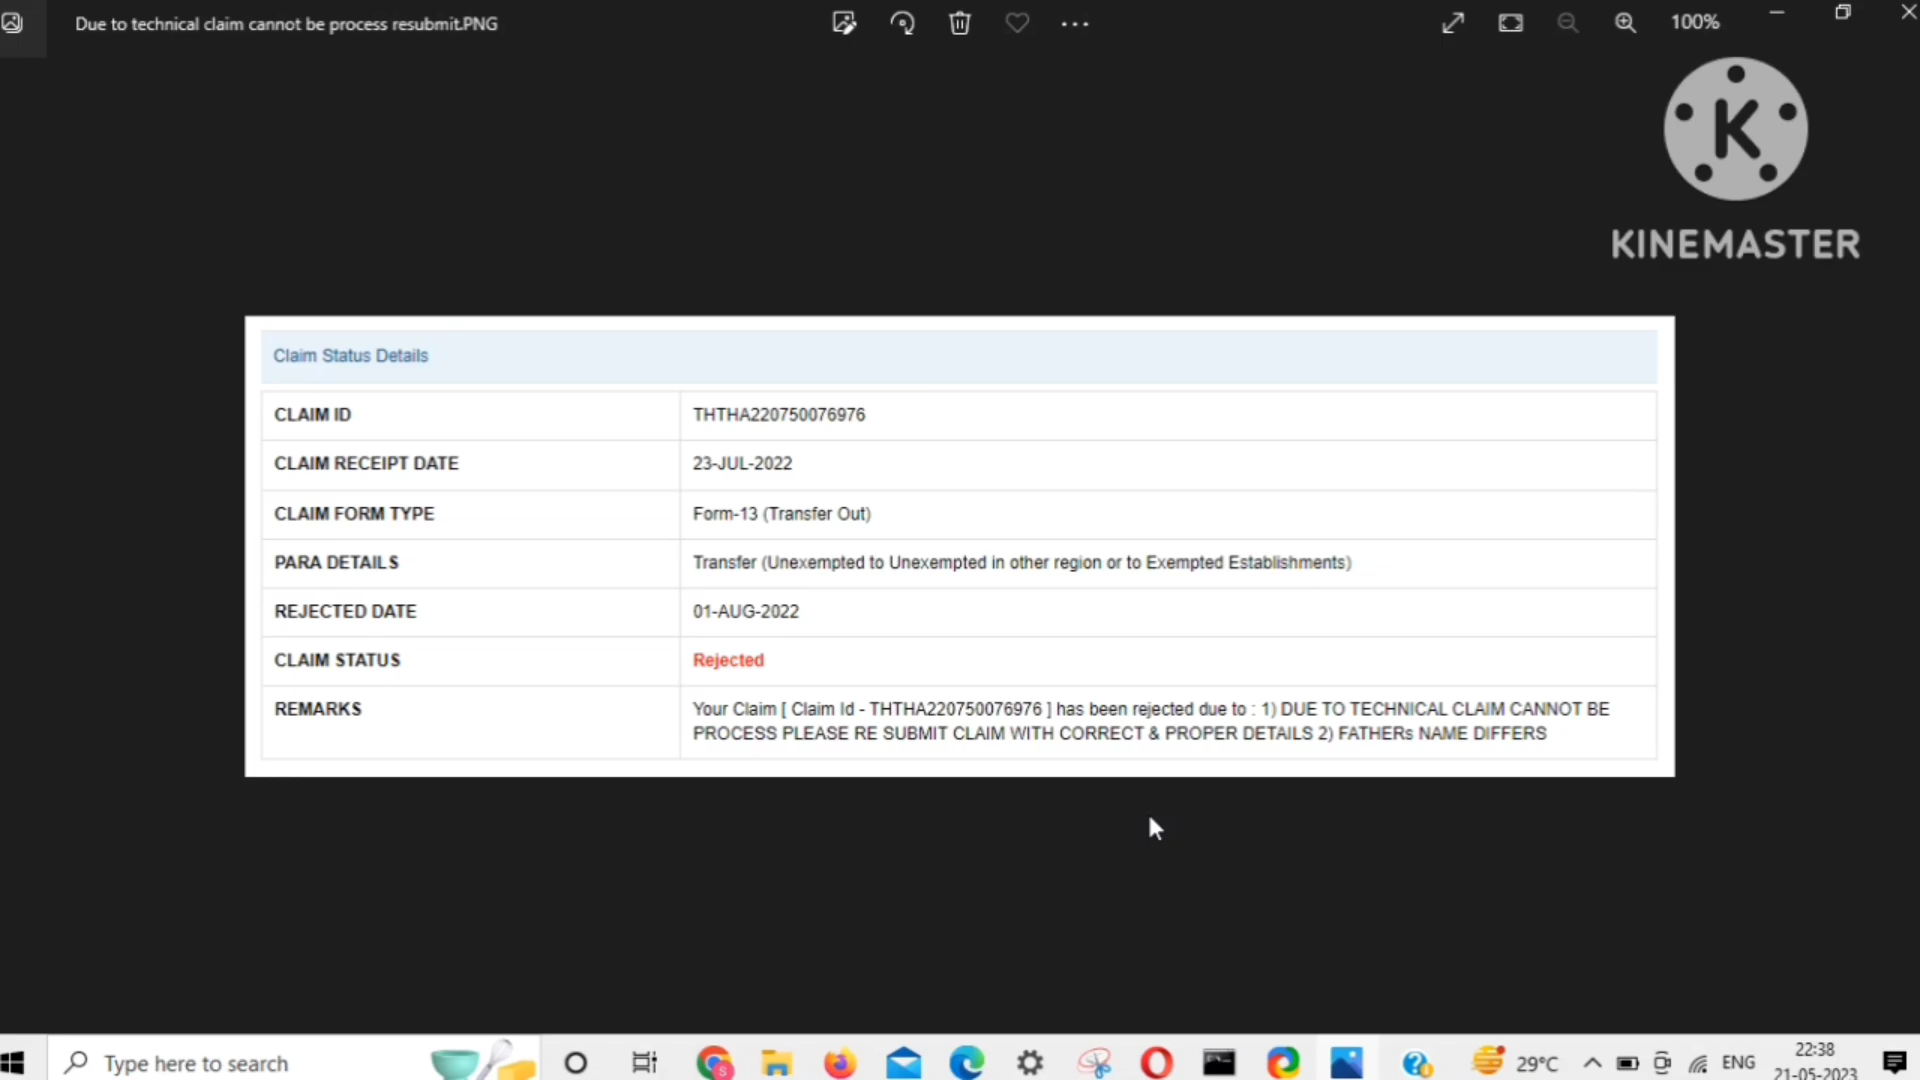 Due to technical claim cannot be process resubmit.PNG
100%
K
KINEMASTER
Claim Status Details
CLAIM ID THTHA220750076976
CLAIM RECEIPT DATE 23-JUL-2022
CLAIM FORM TYPE Form-13 (Transfer Out)
PARA DETAILS Transfer (Unexempted to Unexempted in other region or to Exempted Establishments)
REJECTED DATE 01-AUG-2022
CLAIM STATUS Rejected
REMARKS Your Claim [ Claim Id - THTHA220750076976 ] has been rejected due to : 1) DUE TO TECHNICAL CLAIM CANNOT BE
PROCESS PLEASE RE SUBMIT CLAIM WITH CORRECT & PROPER DETAILS 2) FATHERs NAME DIFFERS
Type here to search
29°C
ENG
22:38
21-05-2023